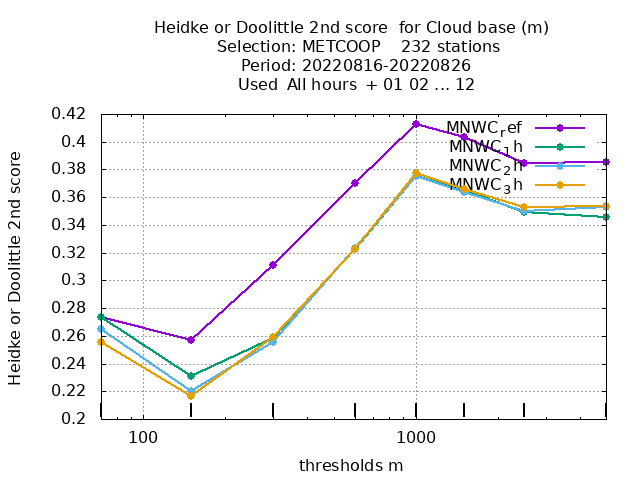 Heidke or Doolittle 2nd score  for Cloud base (m)
Selection: METCOOP    232 stations
Period: 20220816-20220826
Used  All hours  + 01 02 ... 12
Heidke or Doolittle 2nd score
0.42
0.4
0.38
0.36
0.34
0.32
0.3
0.28
0.26
0.24
0.22
0.2
MNWC_ref
MNWC_1h
MNWC_2h
MNWC_3h
100
1000
thresholds m